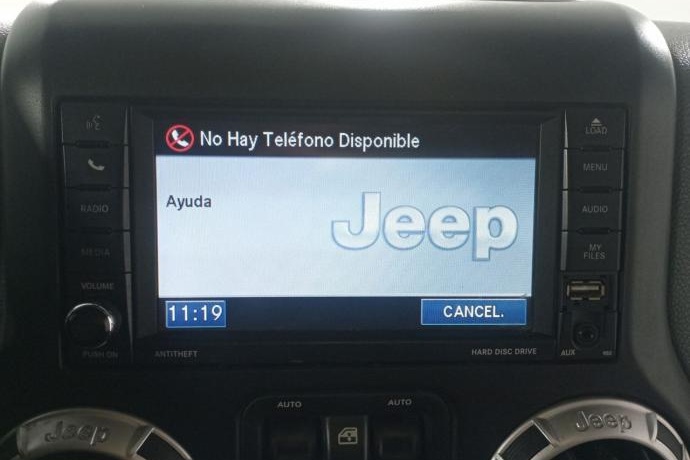 No Hay Teléfono Disponible
LOAD
MENU
RADIO
Ayuda
Jeep
AUDIO
MEDIA
MY
FILES
VOLUME
11:19
CANCEL.
PUSH ON
ANTITHEFT
HARD DISC DRIVE
AUX
AUTO
AUTO
Jeep
Jeep